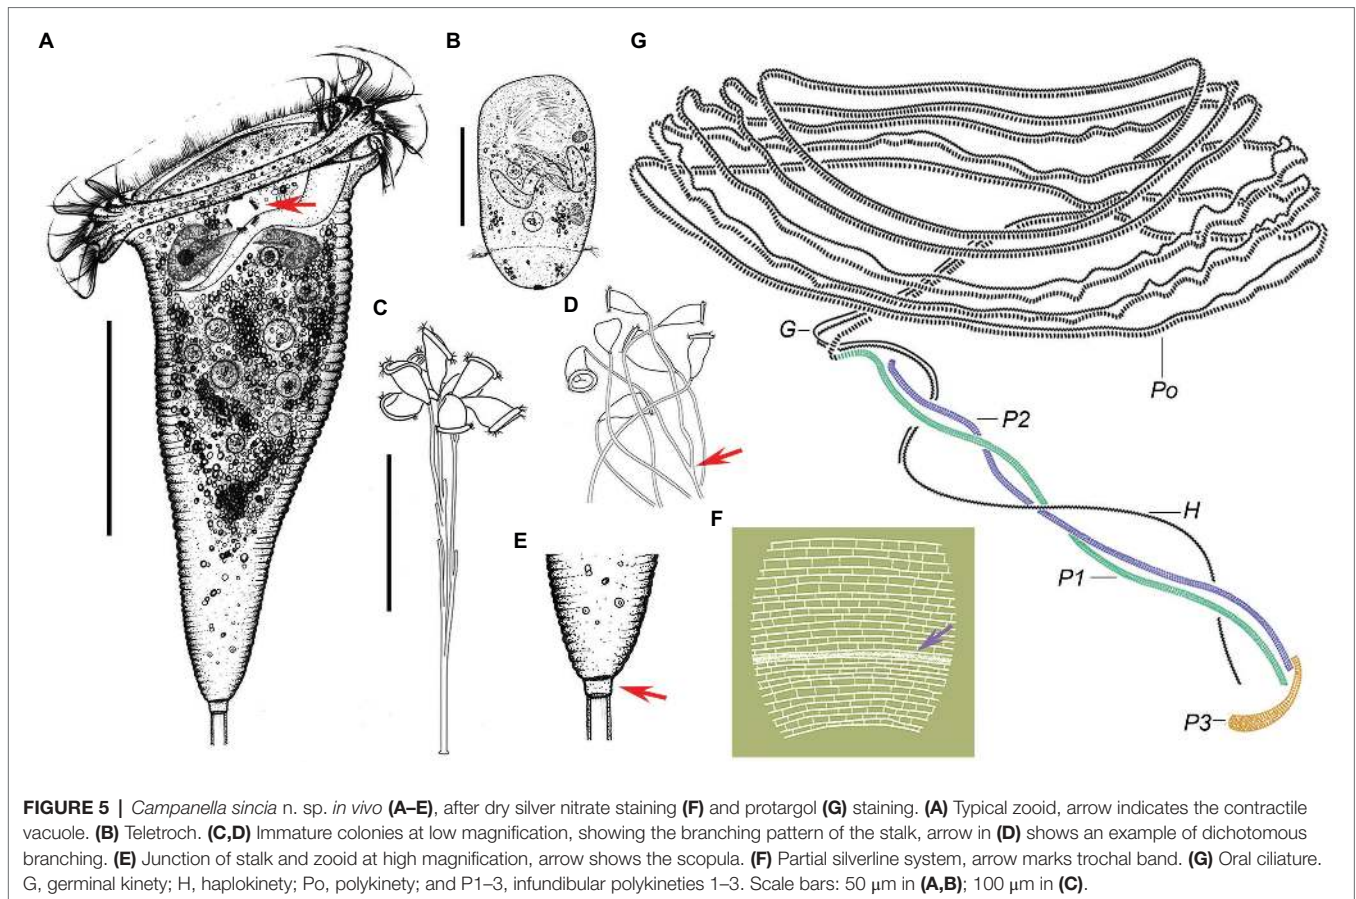 A
B
G
C
D
E
F
G
Po
P2
H
P1
P3
FIGURE 5 | Campanella sincia n. sp. in vivo (A–E), after dry silver nitrate staining (F) and protargol (G) staining. (A) Typical zooid, arrow indicates the contractile
vacuole. (B) Teletroch. (C,D) Immature colonies at low magnification, showing the branching pattern of the stalk, arrow in (D) shows an example of dichotomous
branching. (E) Junction of stalk and zooid at high magnification, arrow shows the scopula. (F) Partial silverline system, arrow marks trochal band. (G) Oral ciliature.
G, germinal kinety; H, haplokinety; Po, polykinety; and P1–3, infundibular polykineties 1–3. Scale bars: 50 μm in (A,B); 100 μm in (C).